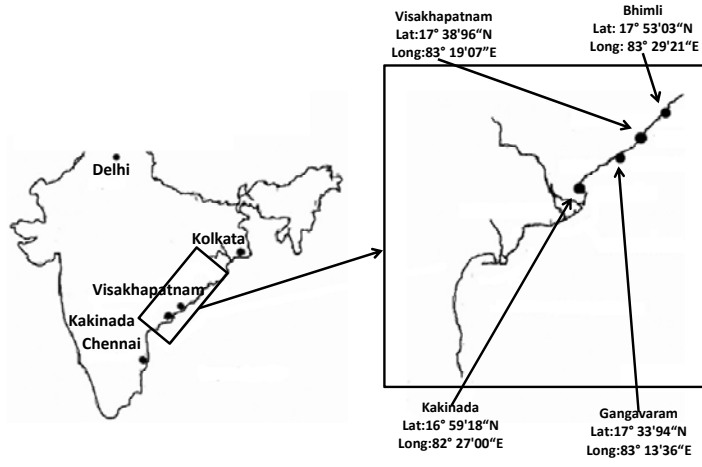 Visakhapatnam
Lat:17° 38'96“N
Long:83° 19'07”E
Bhimli
Lat: 17° 53'03“N
Long: 83° 29'21”E
Delhi
Kolkata
Visakhapatnam
Kakinada
Chennai
Kakinada
Lat:16° 59'18“N
Long:82° 27'00“E
Gangavaram
Lat:17° 33'94“N
Long:83° 13'36“E